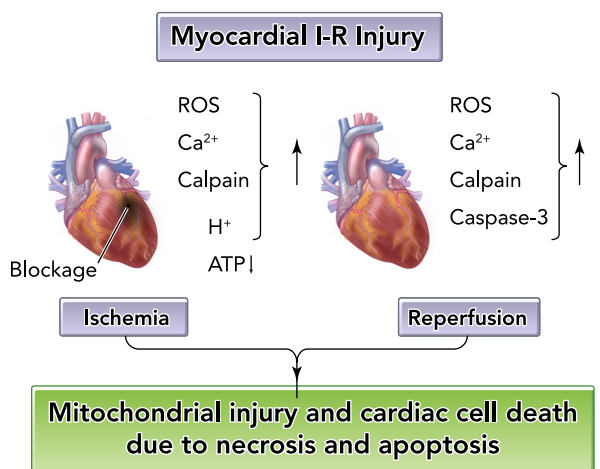 Myocardial I-R Injury
ROS
Ca²⁺
Calpain
H⁺
ATP↓
Blockage
Ischemia
ROS
Ca²⁺
Calpain
Caspase-3
Reperfusion
Mitochondrial injury and cardiac cell death
due to necrosis and apoptosis